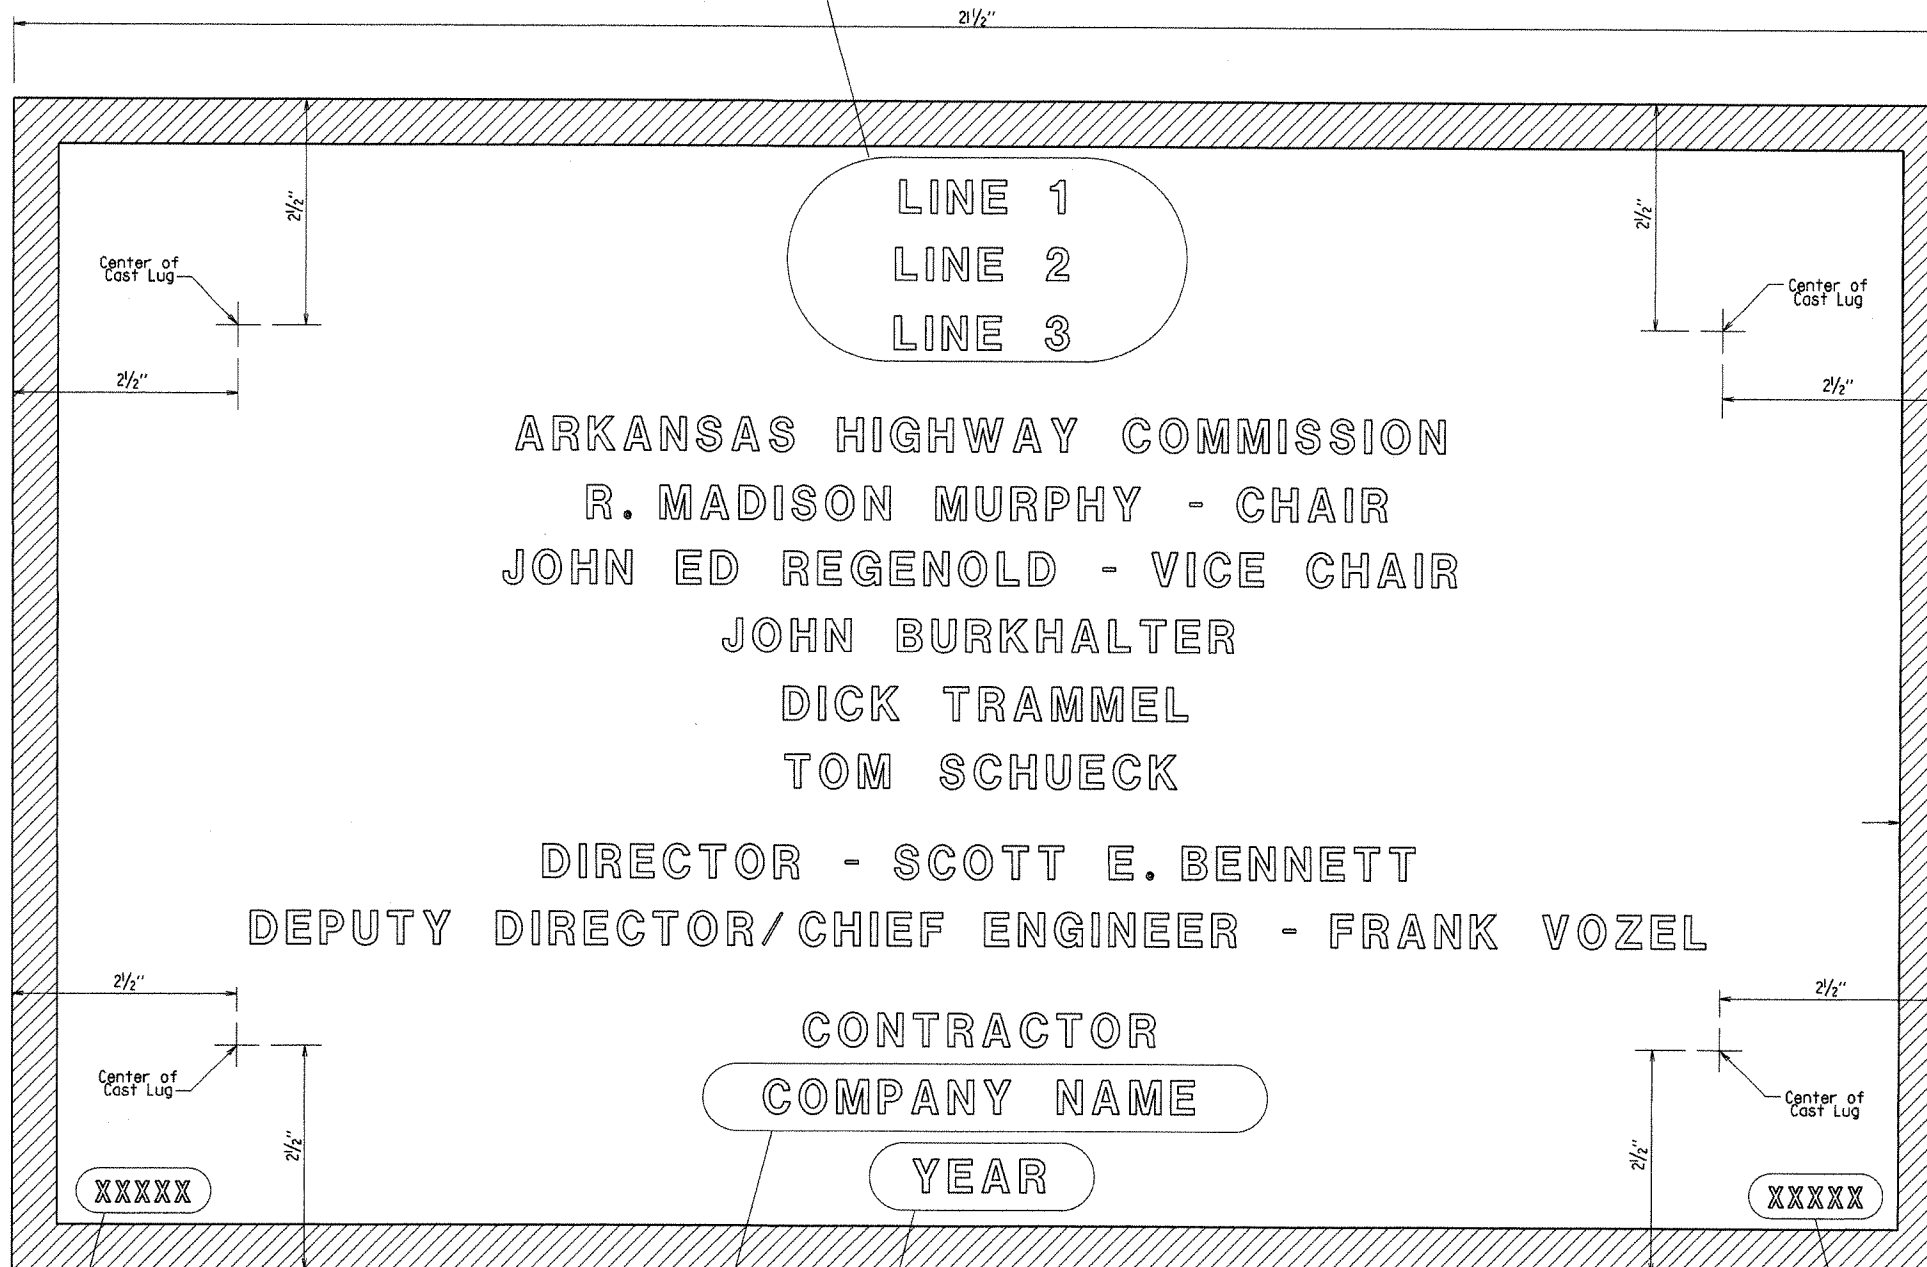 21½"
2½"
2½"
Center of
Cast Lug
Center of
Cast Lug
2½"
2½"
LINE 1
LINE 2
LINE 3
ARKANSAS HIGHWAY COMMISSION
R. MADISON MURPHY - CHAIR
JOHN ED REGENOLD - VICE CHAIR
JOHN BURKHALTER
DICK TRAMMEL
TOM SCHUECK
DIRECTOR - SCOTT E. BENNETT
DEPUTY DIRECTOR/CHIEF ENGINEER - FRANK VOZEL
2½"
2½"
CONTRACTOR
Center of
Cast Lug
COMPANY NAME
Center of
Cast Lug
2½"
2½"
YEAR
XXXXX
XXXXX